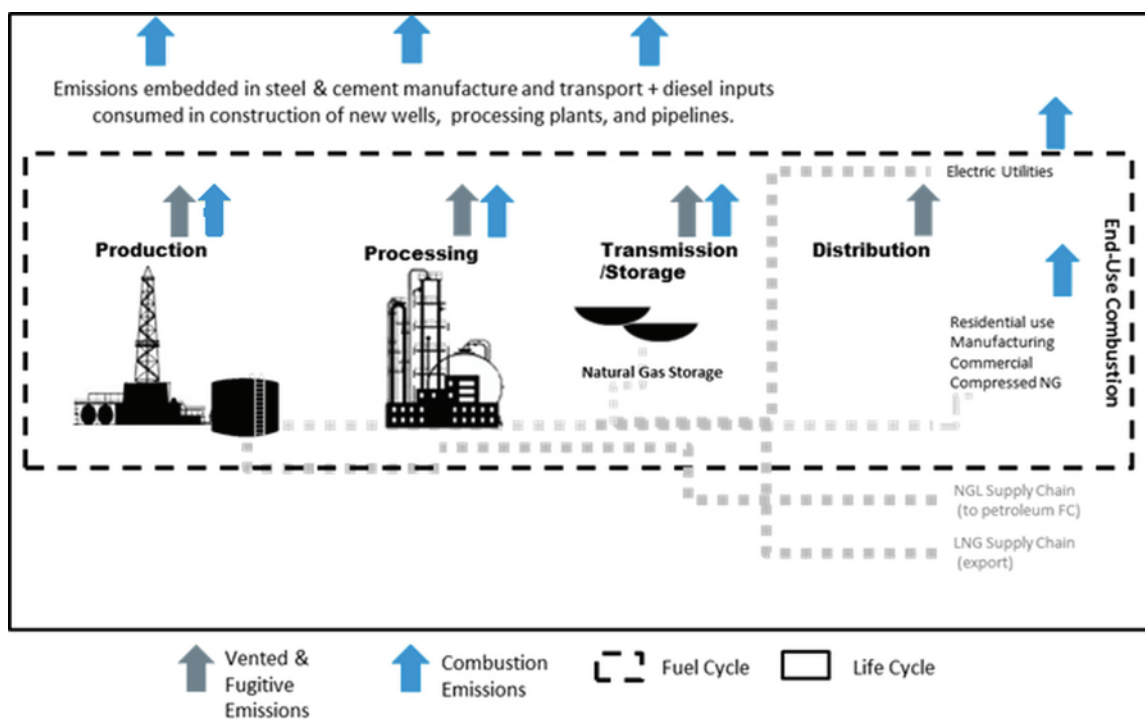 Emissions embedded in steel & cement manufacture and transport + diesel inputs
consumed in construction of new wells, processing plants, and pipelines.
Electric Utilities
Production
Processing
Transmission
/Storage
Distribution
End-Use Combustion
Natural Gas Storage
Residential use
Manufacturing
Commercial
Compressed NG
NGL Supply Chain
(to petroleum FC)
LNG Supply Chain
(export)
Vented &
Fugitive
Emissions
Combustion
Emissions
Fuel Cycle
Life Cycle